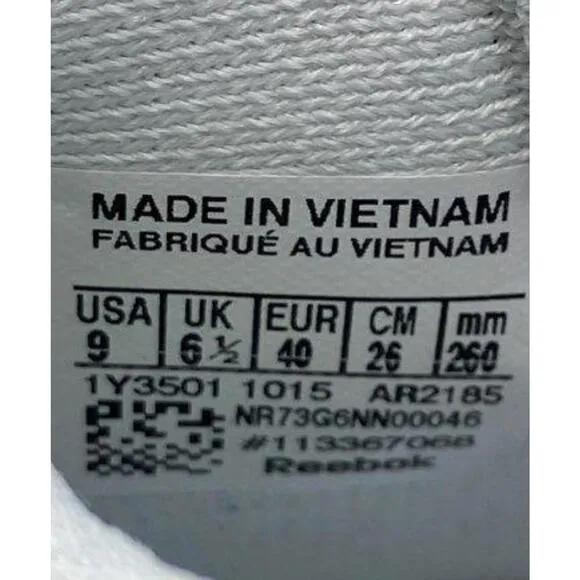 MADE IN VIETNAM
FABRIQUÉ AU VIETNAM
USA UK EUR CM mm
9 6½ 40 26 260
1Y3501 1015 AR2185
NR73G6NN00046
#113367068
Reebok